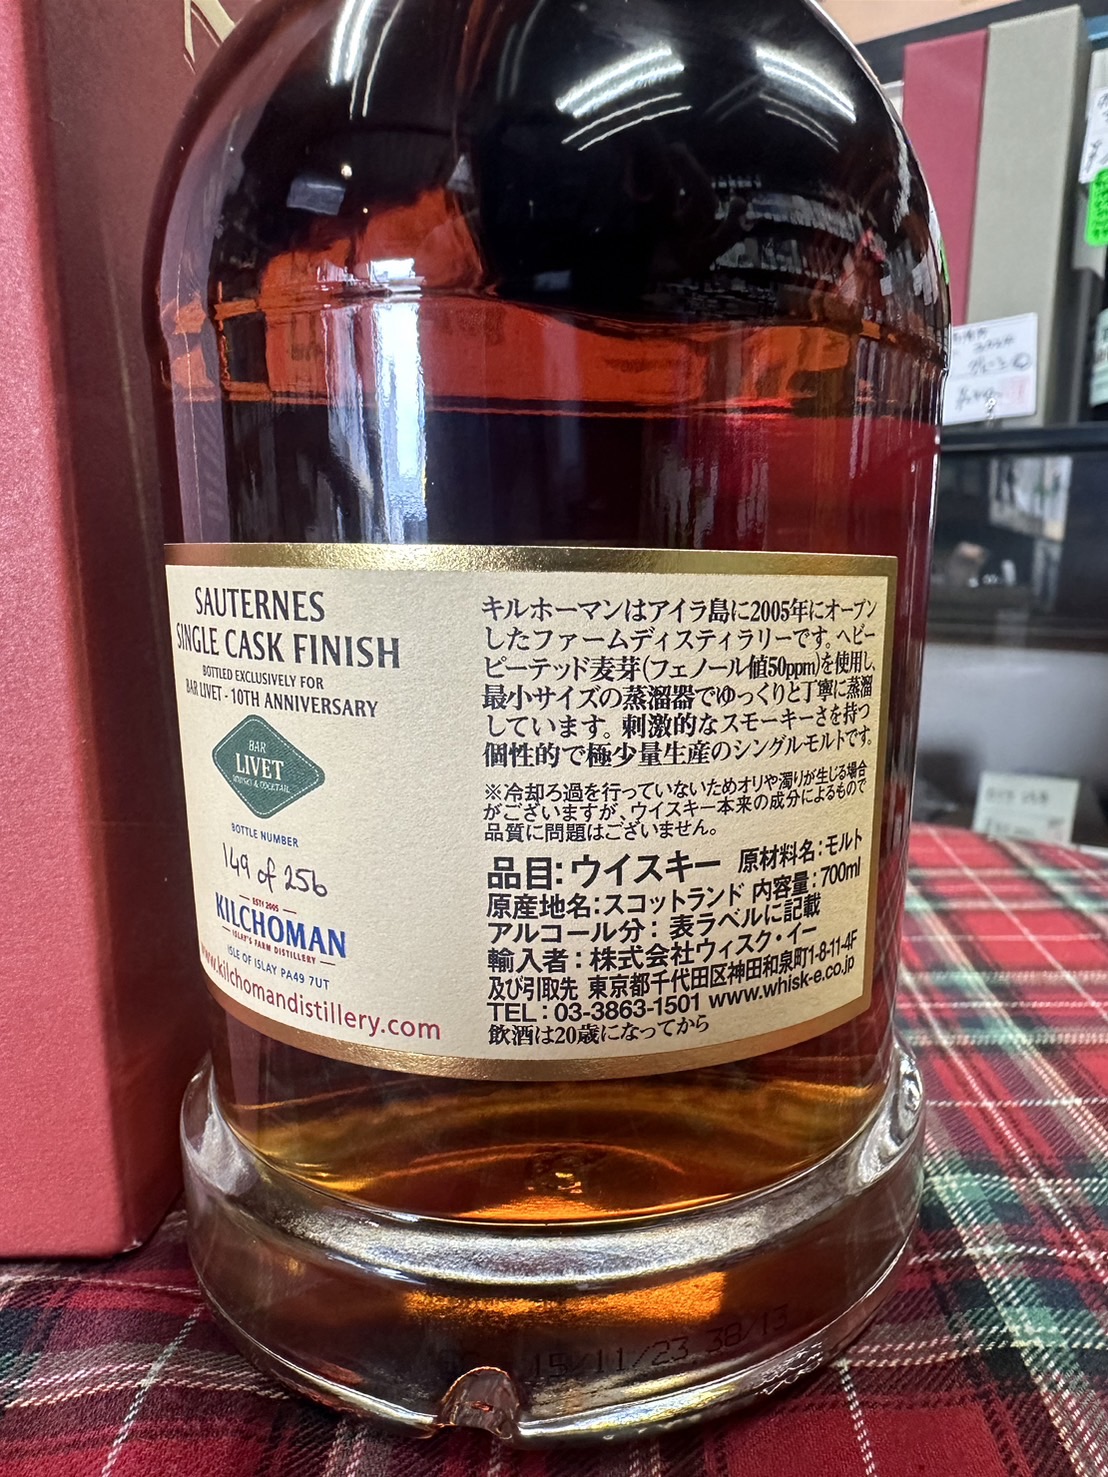 SAUTERNES
SINGLE CASK FINISH
BOTTLED EXCLUSIVELY FOR
BAR LIVET - 10TH ANNIVERSARY
BAR
LIVET
WHISKY & COCKTAIL
BOTTLE NUMBER
149 of 256
ESTD 2005
KILCHOMAN
ISLAY'S FARM DISTILLERY
ISLE OF ISLAY PA49 7UT
www.kilchomandistillery.com
キルホーマンはアイラ島に2005年にオープン
したファームディスティラリーです。ヘビー
ピーテッド麦芽(フェノール値50ppm)を使用し、
最小サイズの蒸溜器でゆっくりと丁寧に蒸溜
しています。刺激的なスモーキーさを持つ
個性的で極少量生産のシングルモルトです。
※冷却ろ過を行っていないためオリや濁りが生じる場合
がございますが、ウイスキー本来の成分によるもので
品質に問題はございません。
品目:ウイスキー 原材料名:モルト
原産地名:スコットランド 内容量:700ml
アルコール分:表ラベルに記載
輸入者:株式会社ウィスク・イー
及び引取先 東京都千代田区神田和泉町1-8-11-4F
TEL:03-3863-1501 www.whisk-e.co.jp
飲酒は20歳になってから
15/11/23 38/13